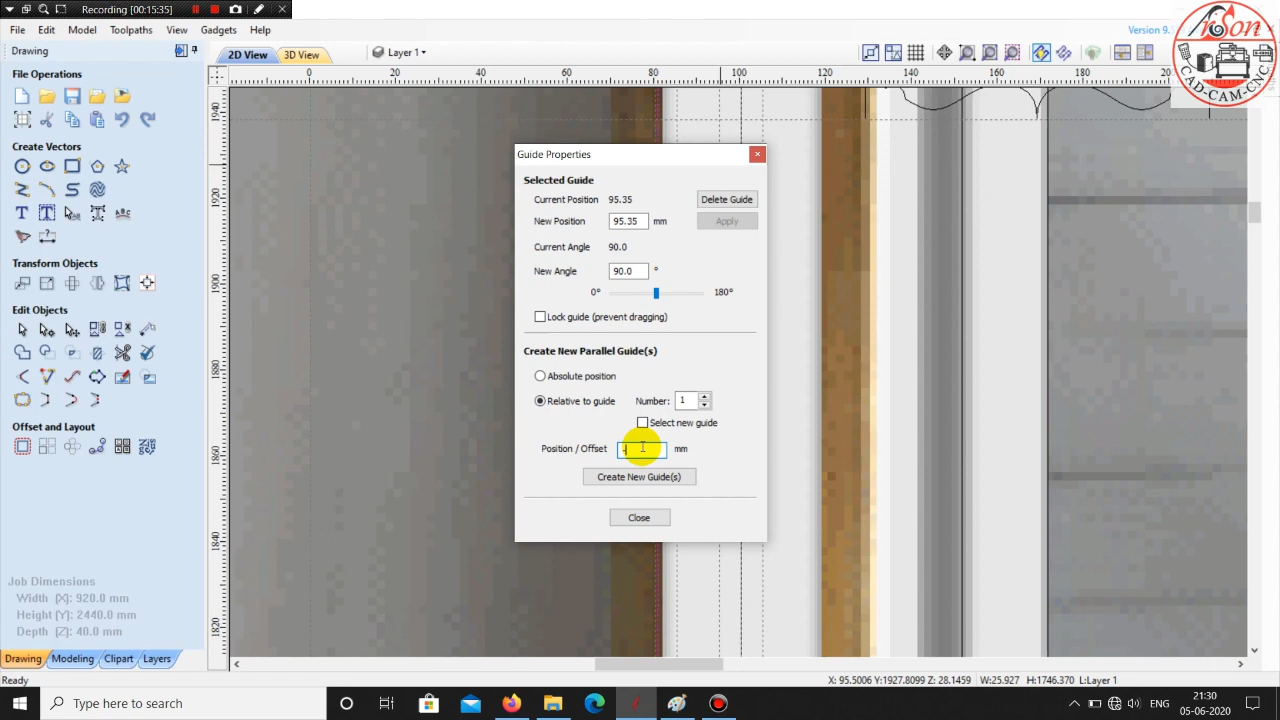 Recording [00:15:35]
File Edit Model Toolpaths View Gadgets Help
Version 9.
Drawing
2D View 3D View Layer 1
File Operations
0 20 40 60 80 100 120 140 160 180
Create Vectors
Transform Objects
Edit Objects
Offset and Layout
1940
1920
1900
1880
1860
1840
1820
Guide Properties
Selected Guide
Current Position 95.35 Delete Guide
New Position 95.35 mm Apply
Current Angle 90.0
New Angle 90.0 °
0° 180°
Lock guide (prevent dragging)
Create New Parallel Guide(s)
Absolute position
Relative to guide Number: 1
Select new guide
Position / Offset - mm
Create New Guide(s)
Close
CAD-CAM-CNC
Job Dimensions
Width (X): 920.0 mm
Height (Y): 2440.0 mm
Depth (Z): 40.0 mm
Drawing Modeling Clipart Layers
Ready X: 95.5006 Y:1927.8099 Z: 28.1459 W:25.927 H:1746.370 L:Layer 1
Type here to search
ENG
21:30
05-06-2020